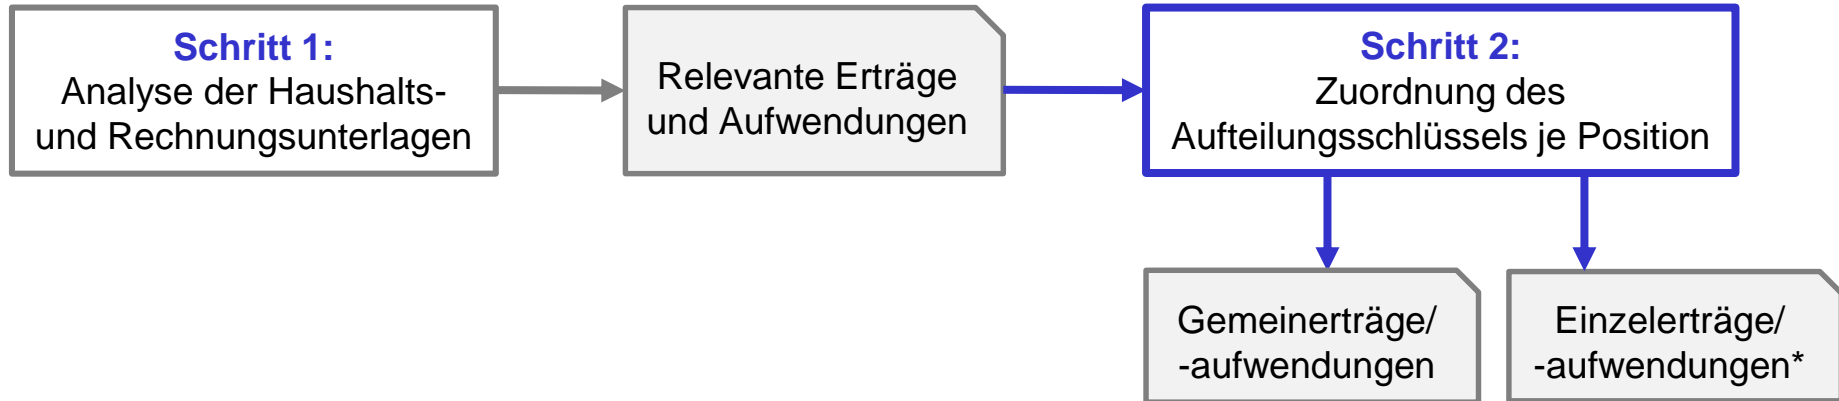 Schritt 1:
Analyse der Haushalts-
und Rechnungsunterlagen
Relevante Erträge
und Aufwendungen
Schritt 2:
Zuordnung des
Aufteilungsschlüssels je Position
Gemeinerträge/
-aufwendungen
Einzelerträge/
-aufwendungen*